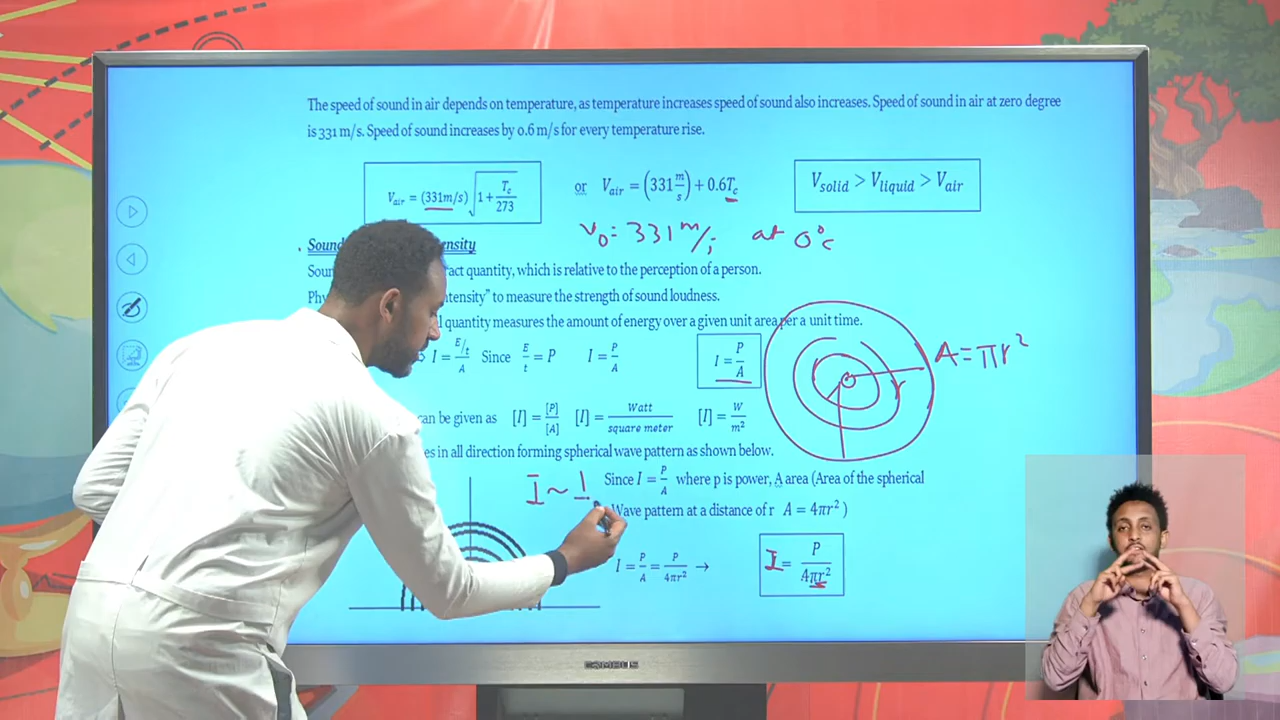 The speed of sound in air depends on temperature, as temperature increases speed of sound also increases. Speed of sound in air at zero degree
is 331 m/s. Speed of sound increases by 0.6 m/s for every temperature rise.
V_air = (331m/s) √(1 + T_c/273) or V_air = (331 m/s) + 0.6T_c V_solid > V_liquid > V_air
v₀ = 331 m/s at 0°c
Soun ensity
Soun ract quantity, which is relative to the perception of a person.
Phy ntensity" to measure the strength of sound loudness.
l quantity measures the amount of energy over a given unit area per a unit time.
⇒ I = (E/t)/A Since E/t = P I = P/A I = P/A A = πr²
r
can be given as [I] = [P]/[A] [I] = Watt/square meter [I] = W/m²
es in all direction forming spherical wave pattern as shown below.
I ~ 1 Since I = P/A where p is power, A area (Area of the spherical
Wave pattern at a distance of r A = 4πr² )
I = P/A = P/4πr² → I = P/4πr²